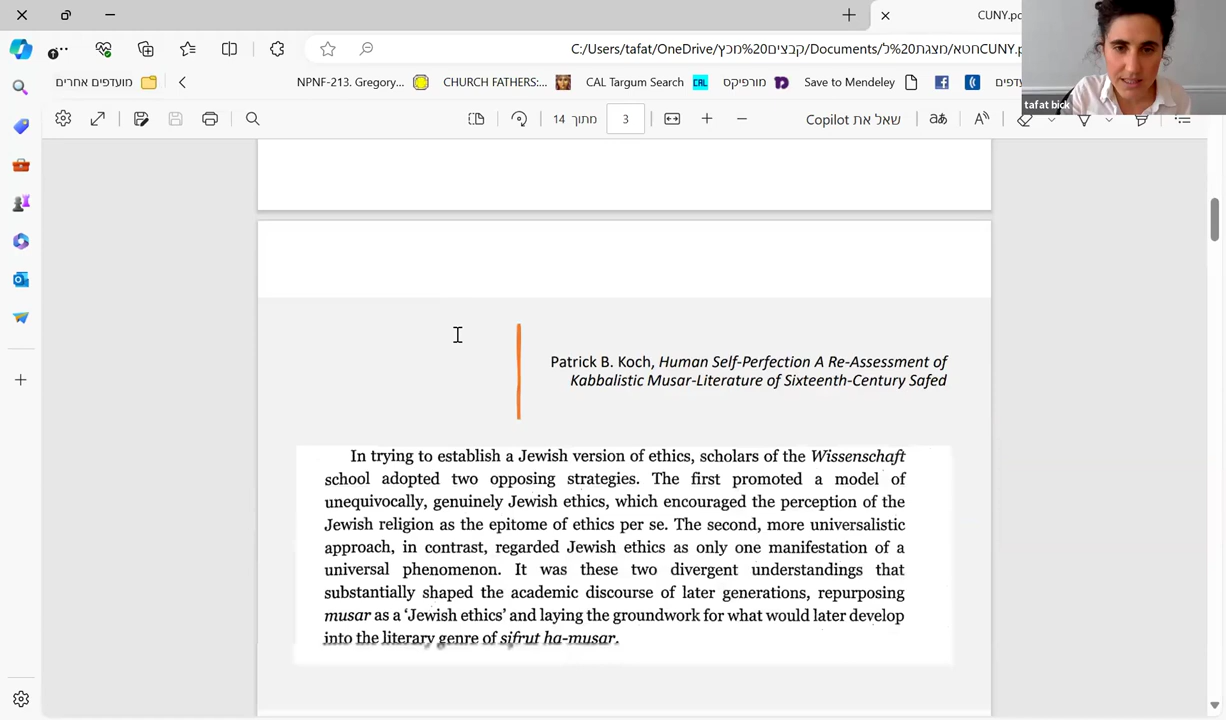 CUNY.pc
C:/Users/tafat/OneDrive/קבצים%20מכץ/Documents/מצגת%20לחטא/CUNY.p
מועדפים אחרים
NPNF-213. Gregory...
CHURCH FATHERS:...
CAL Targum Search
CAL
מורפיקס
Save to Mendeley
tafat bick
מתוך 14
3
שאל את Copilot
Patrick B. Koch, Human Self-Perfection A Re-Assessment of
Kabbalistic Musar-Literature of Sixteenth-Century Safed
In trying to establish a Jewish version of ethics, scholars of the Wissenschaft
school adopted two opposing strategies. The first promoted a model of
unequivocally, genuinely Jewish ethics, which encouraged the perception of the
Jewish religion as the epitome of ethics per se. The second, more universalistic
approach, in contrast, regarded Jewish ethics as only one manifestation of a
universal phenomenon. It was these two divergent understandings that
substantially shaped the academic discourse of later generations, repurposing
musar as a ‘Jewish ethics’ and laying the groundwork for what would later develop
into the literary genre of sifrut ha-musar.